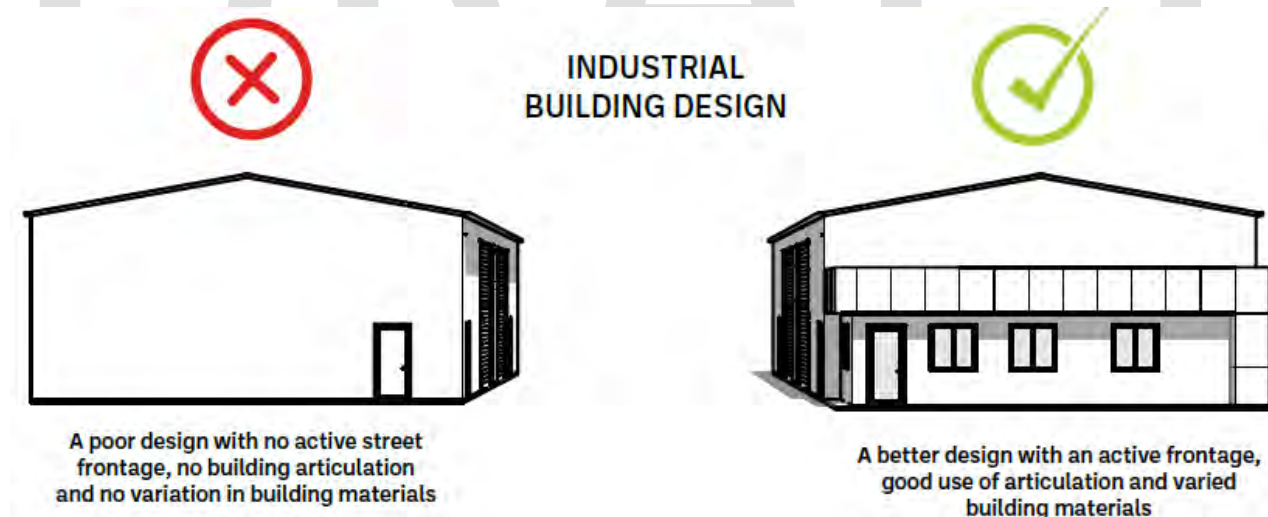 INDUSTRIAL
BUILDING DESIGN
A poor design with no active street
frontage, no building articulation
and no variation in building materials
A better design with an active frontage,
good use of articulation and varied
building materials